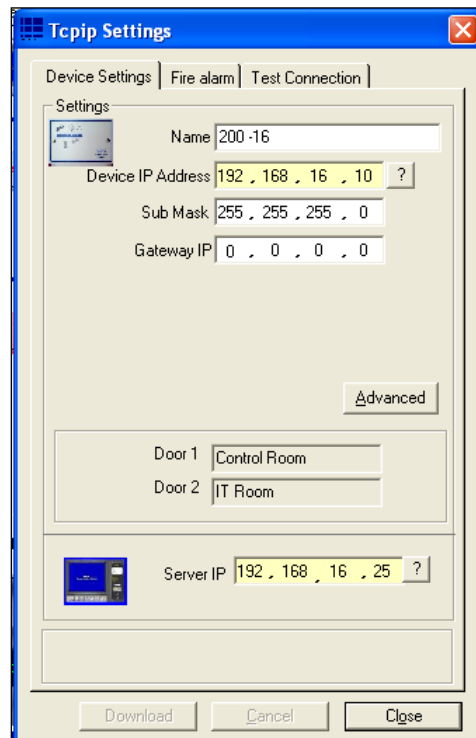 Tcpip Settings
Device Settings Fire alarm Test Connection
Settings
Name 200 -16
Device IP Address 192 . 168 . 16 . 10 ?
Sub Mask 255 . 255 . 255 . 0
Gateway IP 0 . 0 . 0 . 0
Advanced
Door 1 Control Room
Door 2 IT Room
Server IP 192 . 168 . 16 . 25 ?
Download Cancel Close